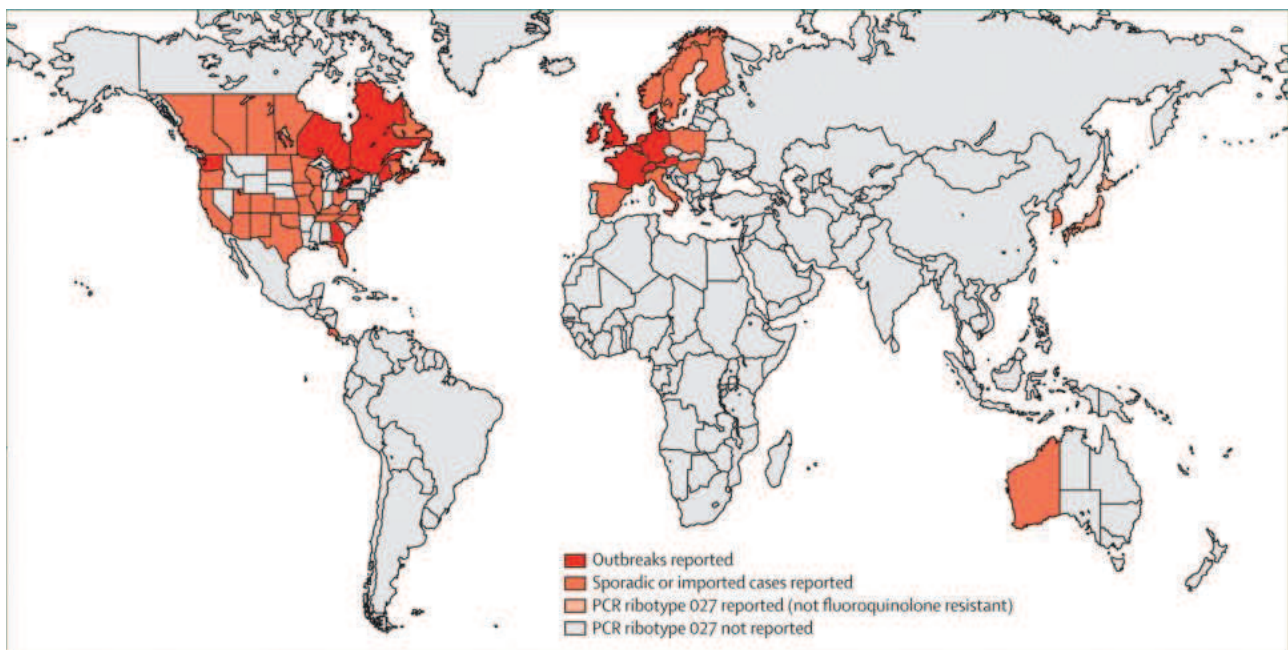 Outbreaks reported
Sporadic or imported cases reported
PCR ribotype 027 reported (not fluoroquinolone resistant)
PCR ribotype 027 not reported